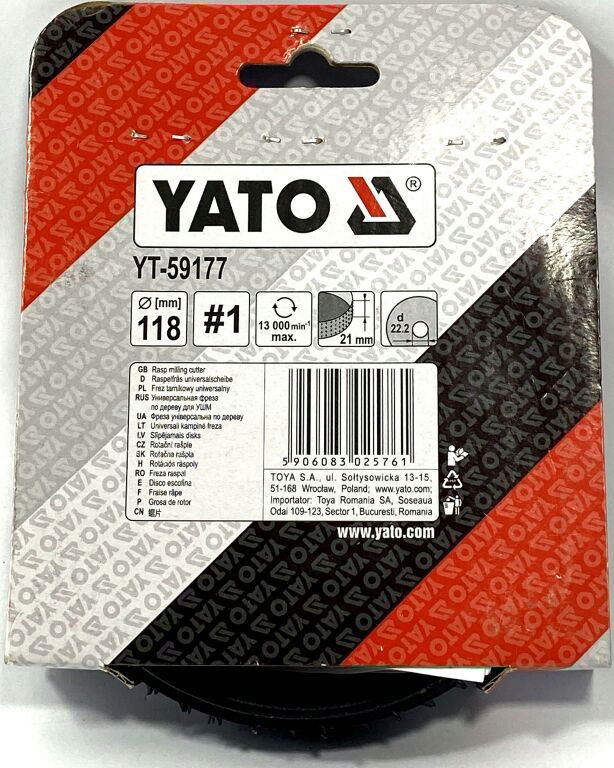 YATO ®
YT-59177
Ø [mm]
118
#1
13 000 min⁻¹
max.
21 mm
d
22.2
GB Rasp milling cutter
D Raspelfräs universalscheibe
PL Frez tarnikowy uniwersalny
RUS Универсальная фреза
по дереву для УШМ
UA Фреза універсальна по дереву
LT Universali kampinė freza
LV Slīpējamais disks
CZ Rotační rašple
SK Rotačna rašpľa
H Rotációs ráspoly
RO Freza raspal
E Disco escolina
F Fraise râpe
P Grosa de rotor
CN 锯片
5 906083 025761
TOYA S.A., ul. Sołtysowicka 13-15,
51-168 Wrocław, Poland; www.yato.com;
Importator: Toya Romania SA, Soseaua
Odai 109-123, Sector 1, Bucuresti, Romania
www.yato.com